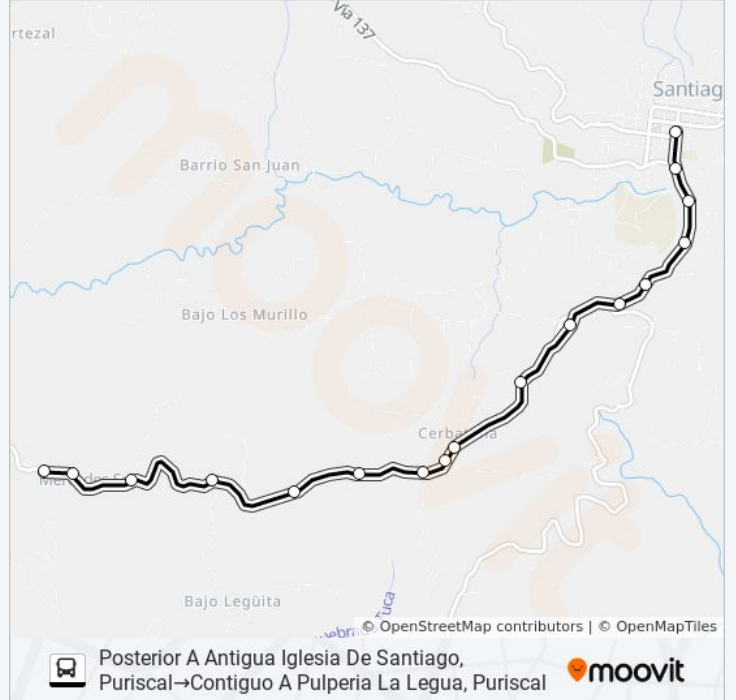 rtezal
Vía 137
Santiag
Barrio San Juan
Bajo Los Murillo
Bajo Legüita
© OpenStreetMap contributors | © OpenMapTiles
Posterior A Antigua Iglesia De Santiago,
Puriscal→Contiguo A Pulperia La Legua, Puriscal
moovit
moovit